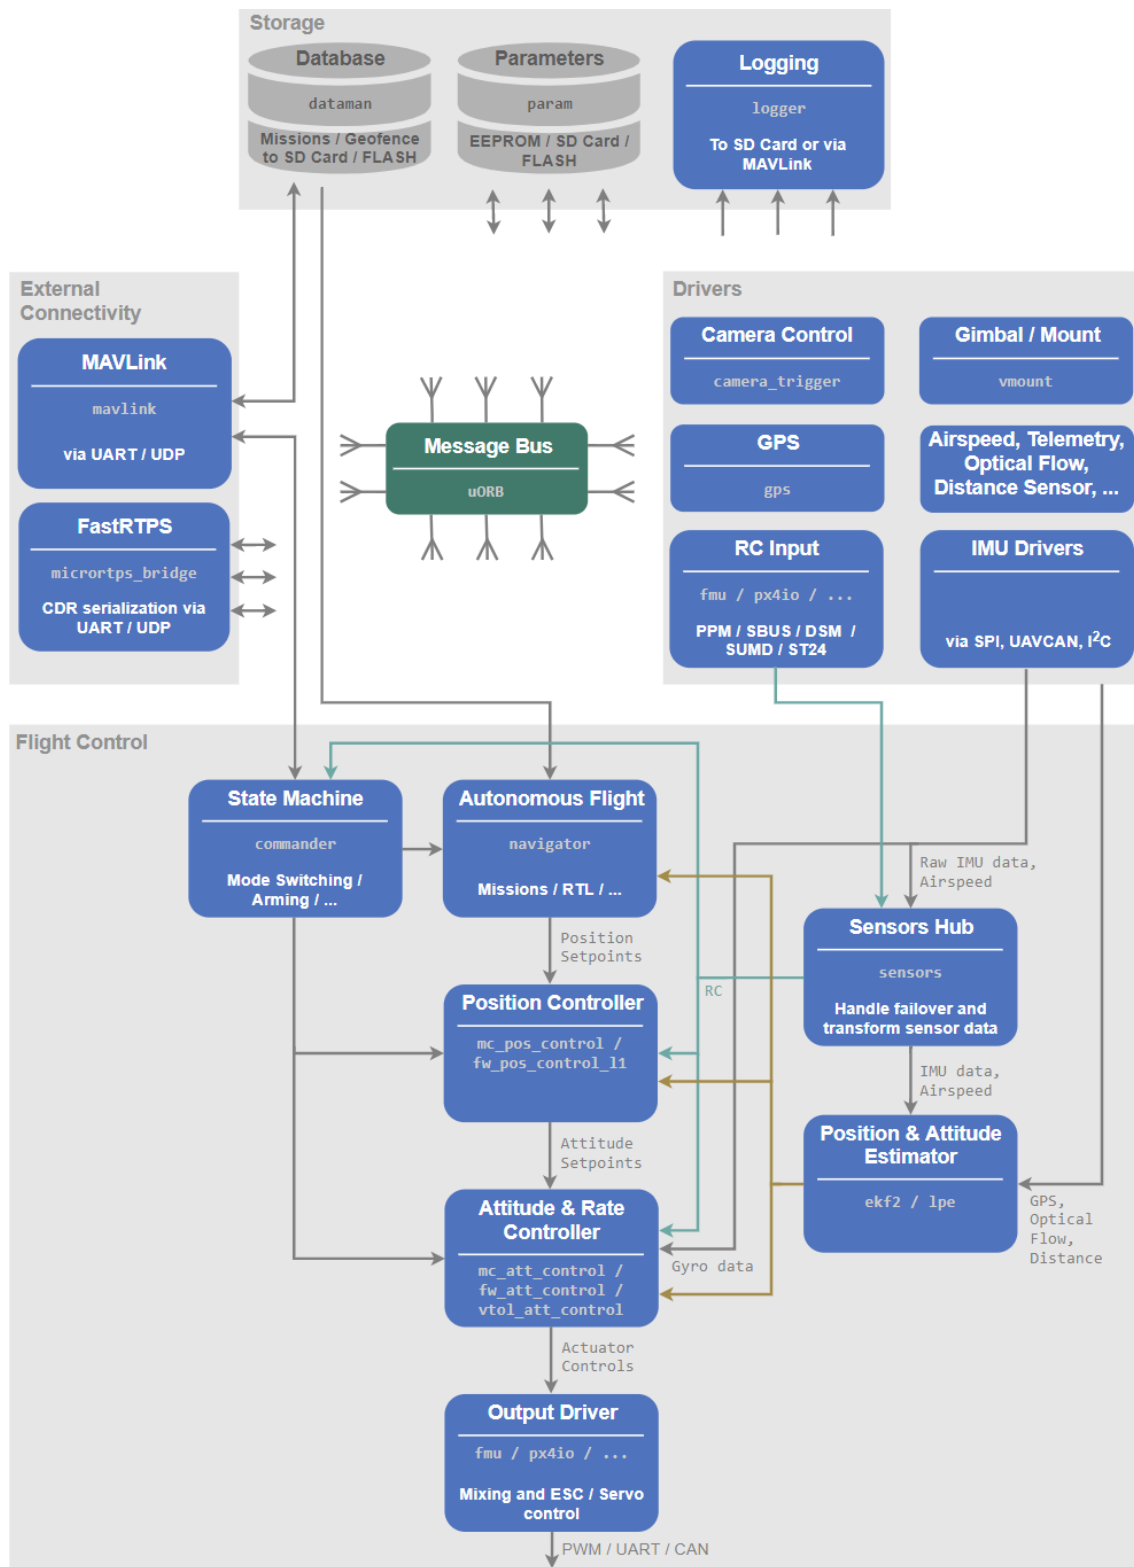 Storage
Database
dataman
Missions / Geofence
to SD Card / FLASH
Parameters
param
EEPROM / SD Card /
FLASH
Logging
logger
To SD Card or via
MAVLink
External
Connectivity
MAVLink
mavlink
via UART / UDP
FastRTPS
micrortps_bridge
CDR serialization via
UART / UDP
Message Bus
uORB
Drivers
Camera Control
camera_trigger
Gimbal / Mount
vmount
GPS
gps
Airspeed, Telemetry,
Optical Flow,
Distance Sensor, ...
RC Input
fmu / px4io / ...
PPM / SBUS / DSM /
SUMD / ST24
IMU Drivers
via SPI, UAVCAN, I²C
Flight Control
State Machine
commander
Mode Switching /
Arming / ...
Autonomous Flight
navigator
Missions / RTL / ...
Raw IMU data,
Airspeed
Sensors Hub
sensors
Handle failover and
transform sensor data
Position
Setpoints
RC
Position Controller
mc_pos_control /
fw_pos_control_l1
IMU data,
Airspeed
Position & Attitude
Estimator
ekf2 / lpe
GPS,
Optical
Flow,
Distance
Attitude
Setpoints
Attitude & Rate
Controller
mc_att_control /
fw_att_control /
vtol_att_control
Gyro data
Actuator
Controls
Output Driver
fmu / px4io / ...
Mixing and ESC / Servo
control
PWM / UART / CAN